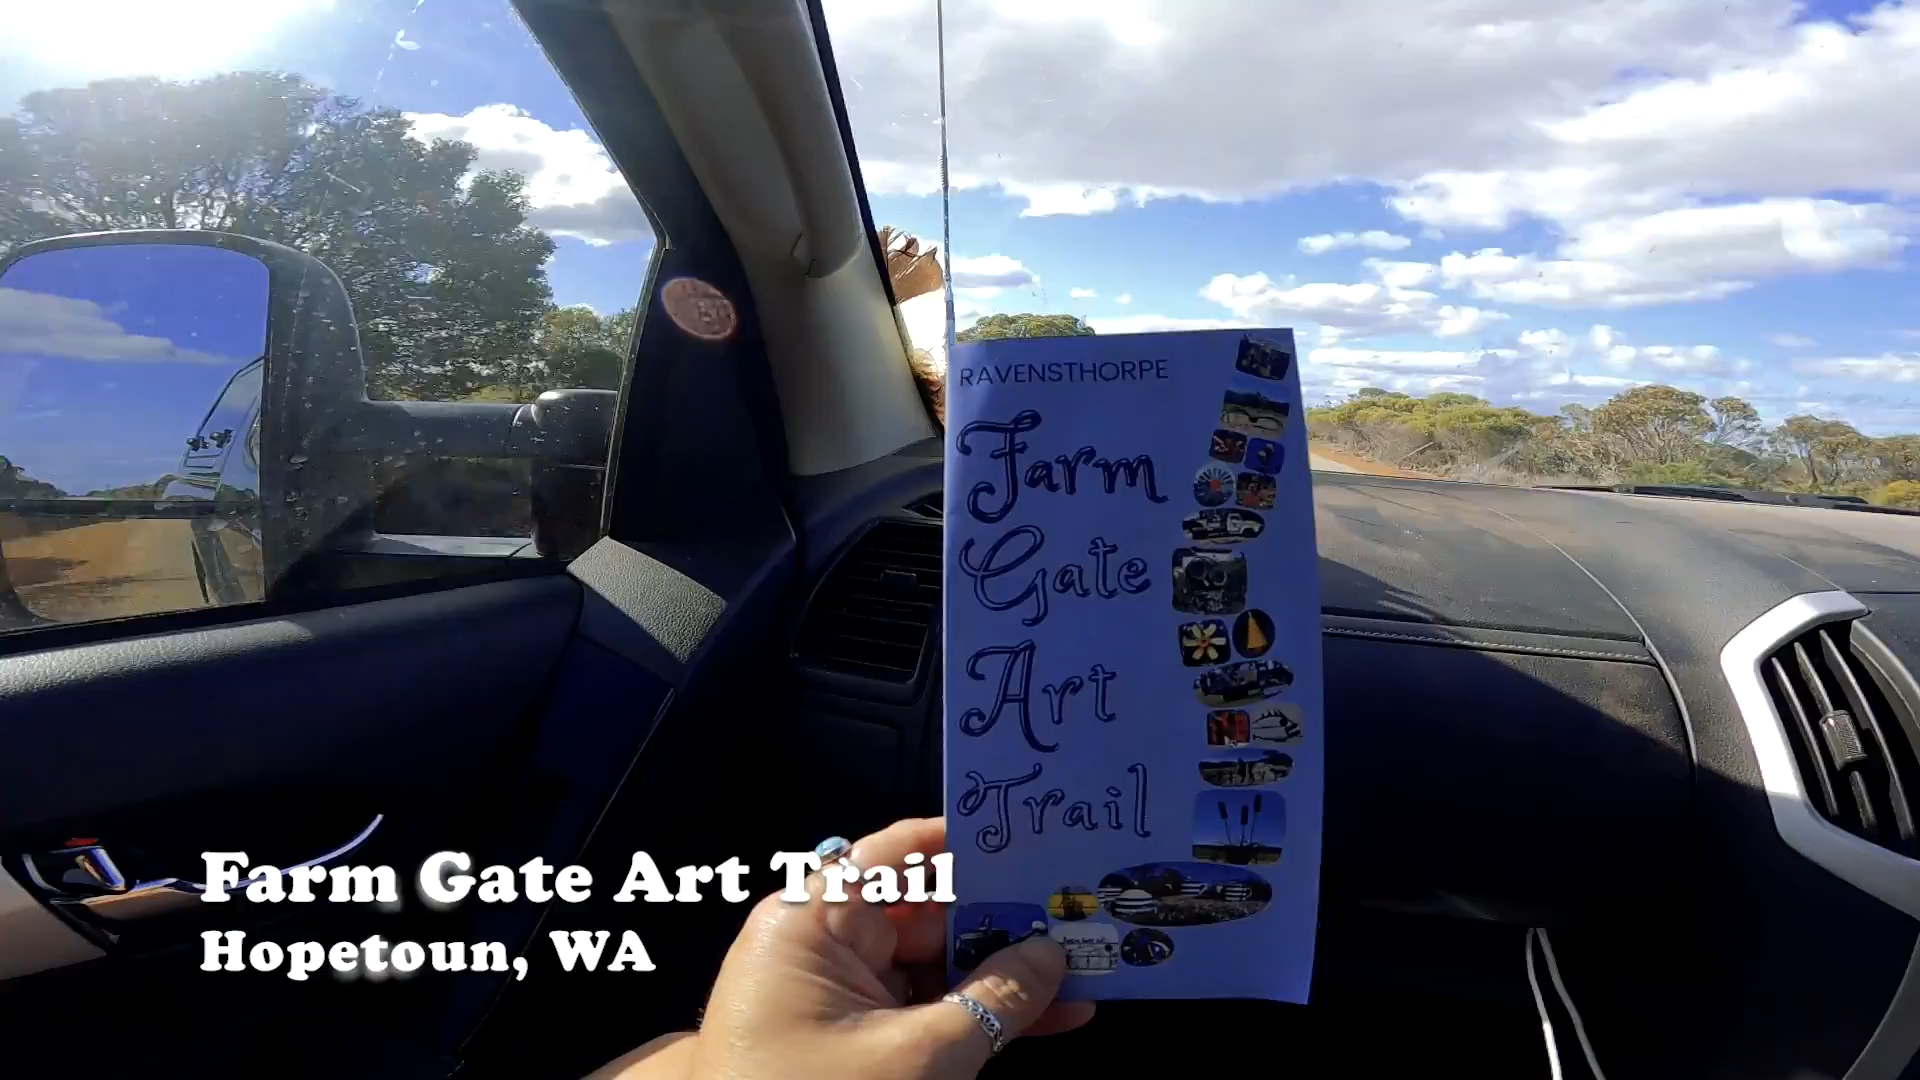 RAVENSTHORPE
Farm
Gate
Art
Trail
Farm Gate Art Trail
Hopetoun, WA